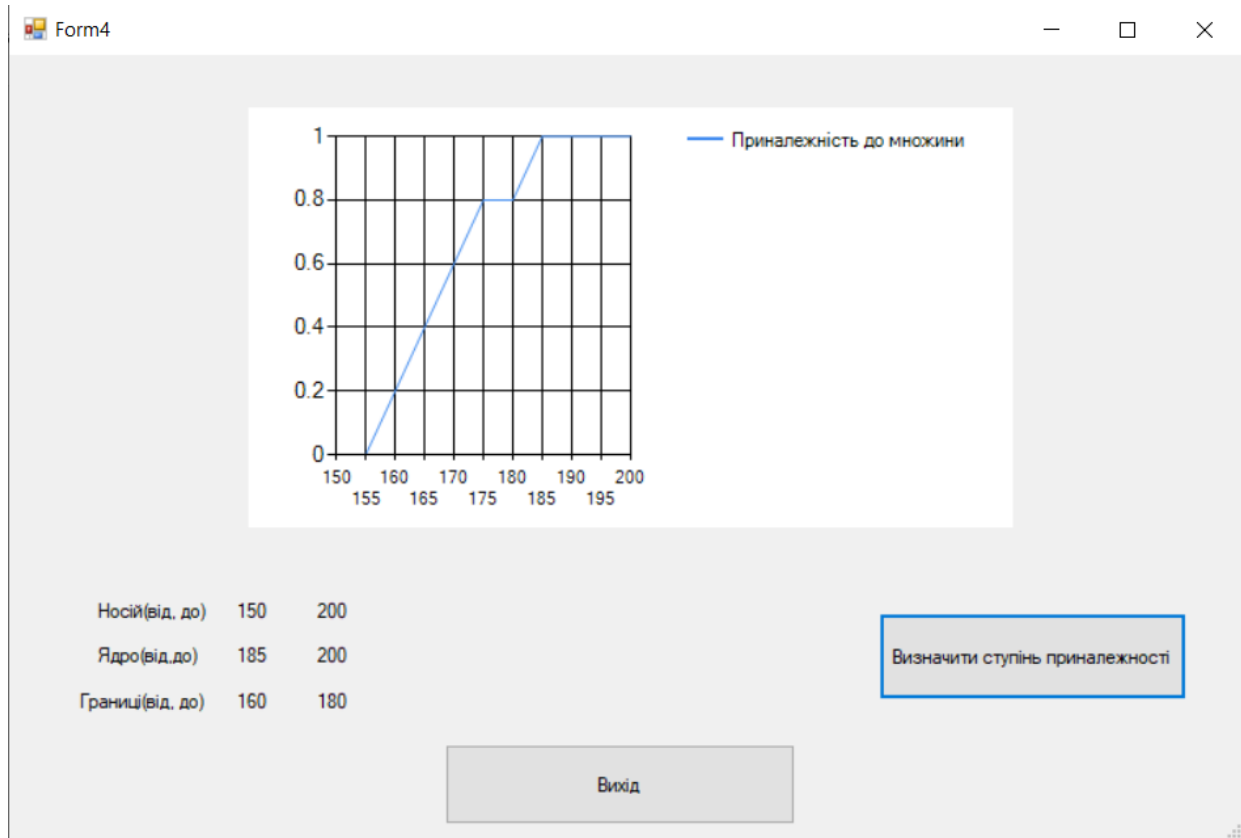 Form4
1
Приналежність до множини
0.8
0.6
0.4
0.2
0
150 160 170 180 190 200
155 165 175 185 195
Носій(від, до) 150 200
Ядро(від,до) 185 200
Границі(від, до) 160 180
Визначити ступінь приналежності
Вихід